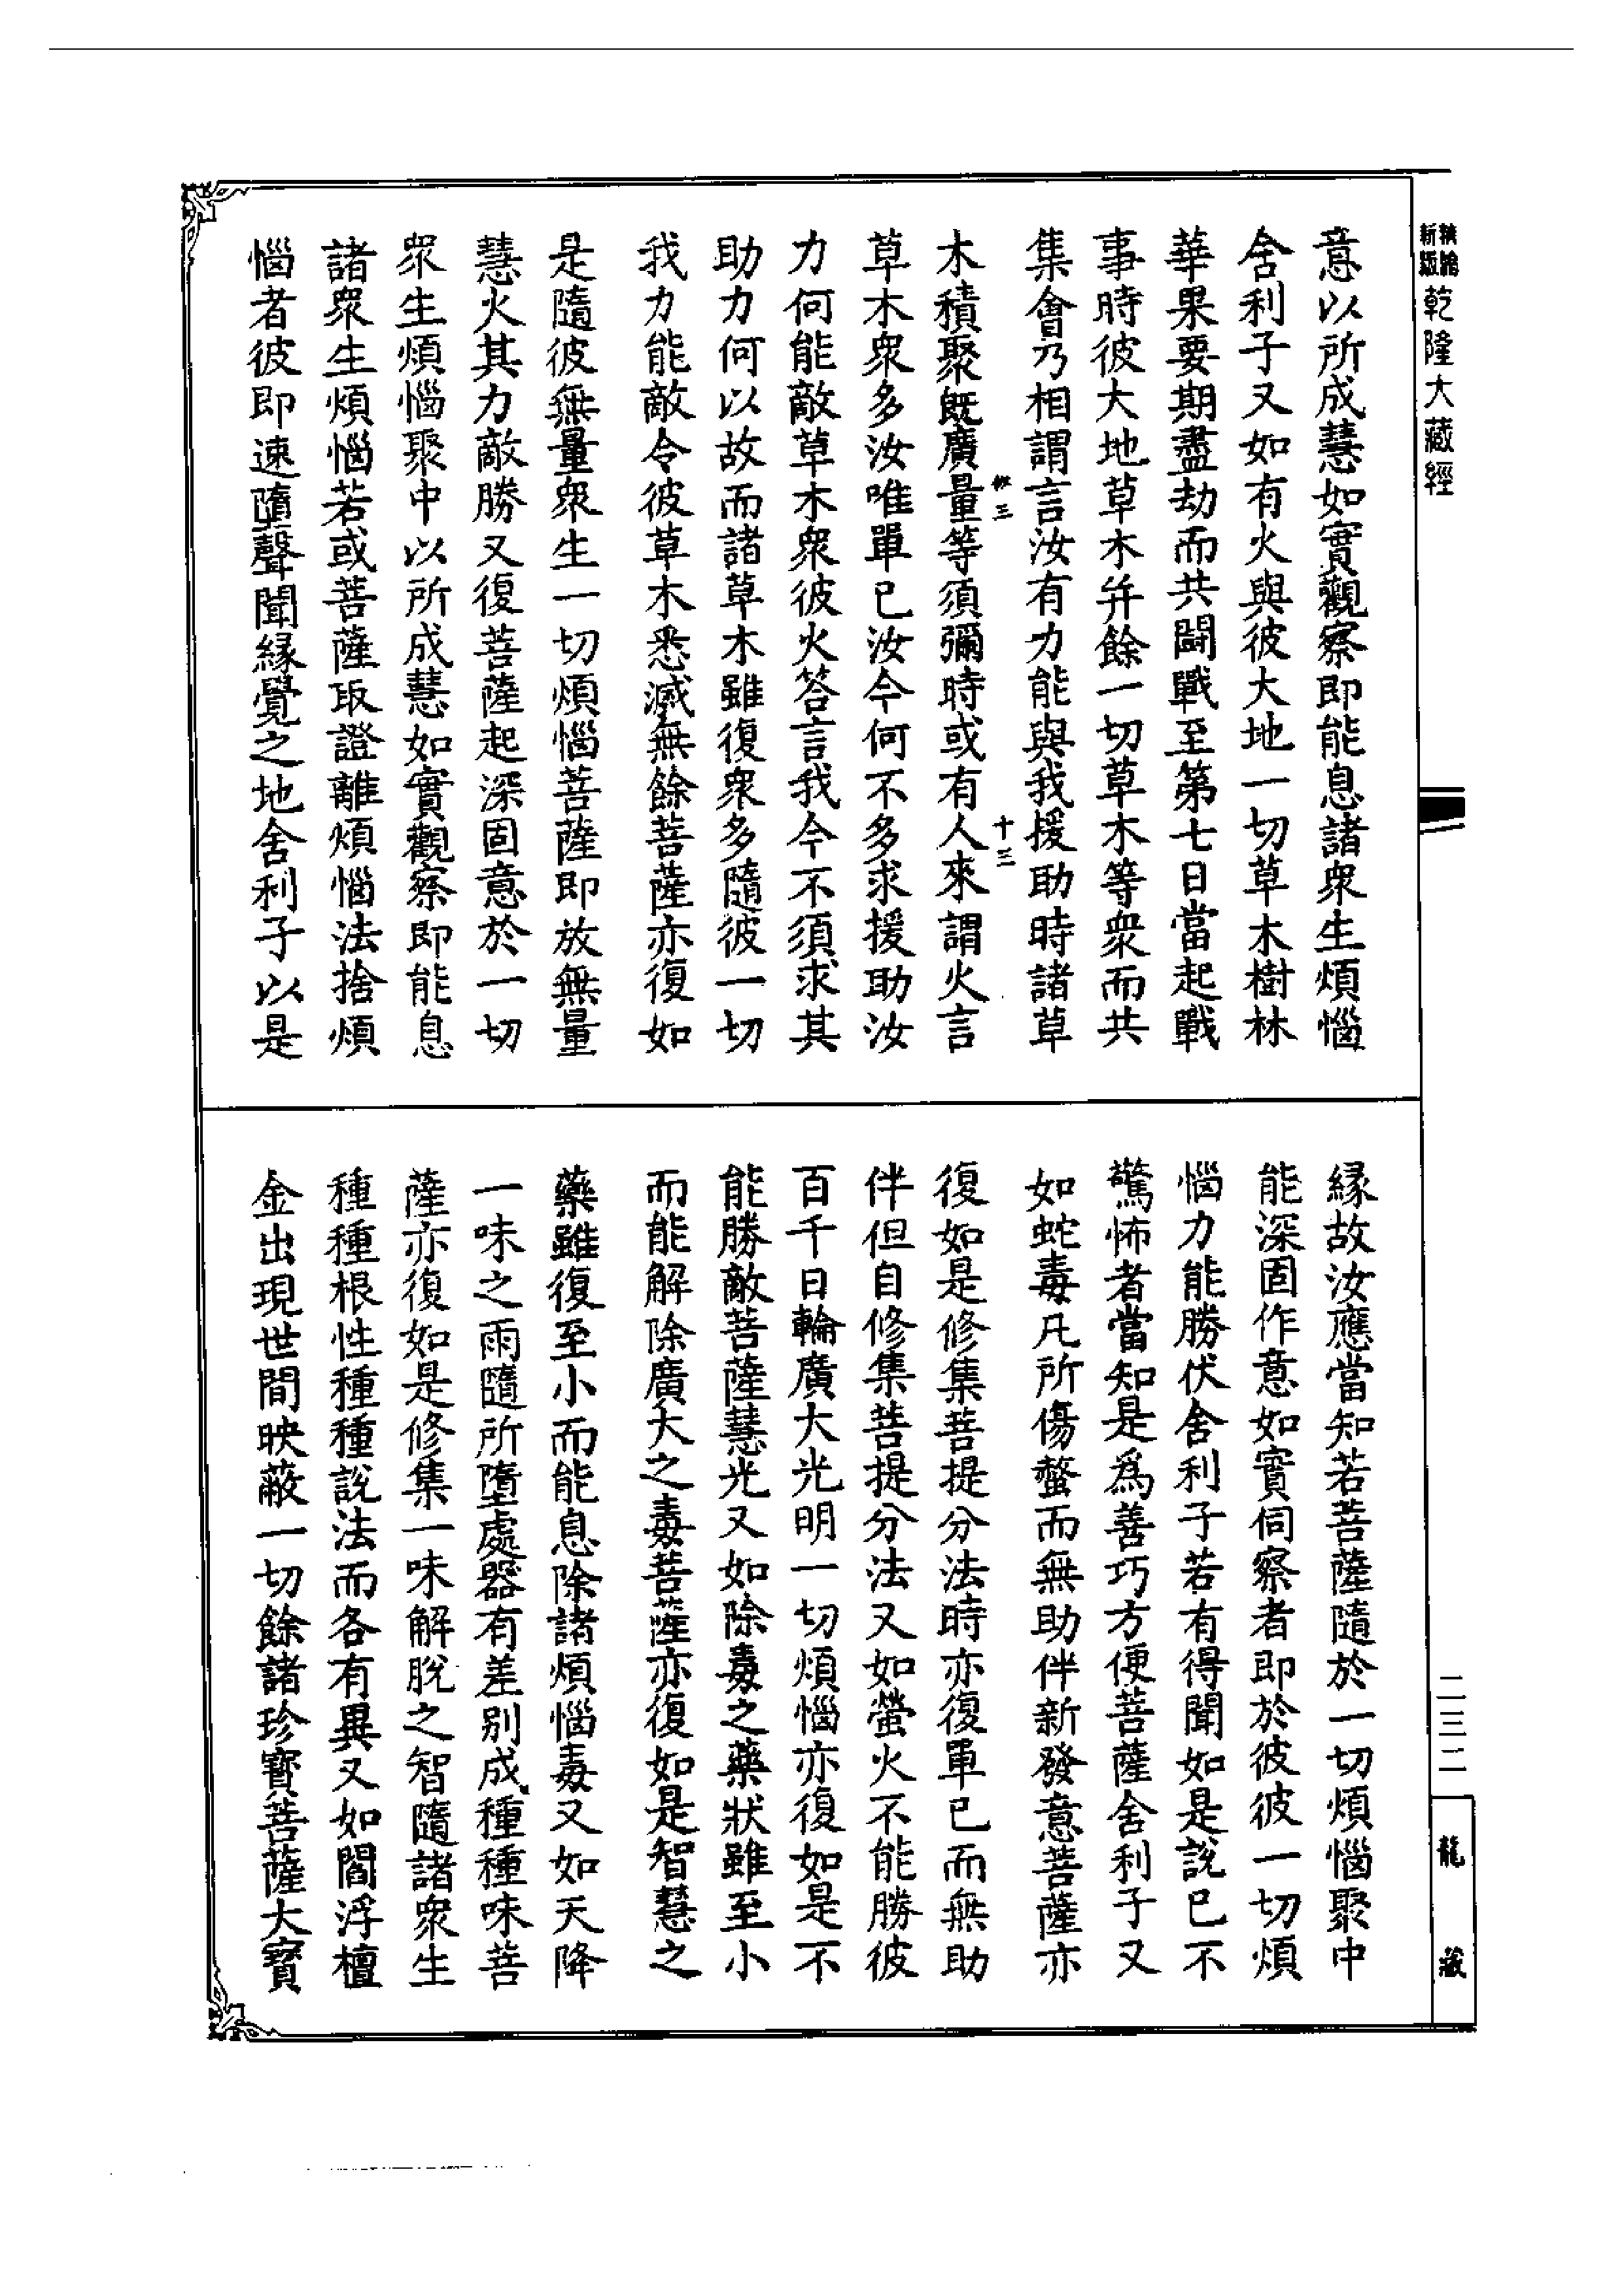 新版
乾隆大藏經
意以所成慧如實觀察即能息諸衆生煩惱
舍利子又如有火與彼大地一切草木樹林
華果要期盡劫而共鬪戰至第七日當起戰
事時彼大地草木并餘一切草木等衆而共
集會乃相謂言汝有力能與我援助時諸草
三
十三
木積聚既廣量等須彌時或有人來謂火言
草木衆多汝唯單已汝今何不多求援助汝
力何能敵草木衆彼火答言我今不須求其
助力何以故而諸草木雖復衆多隨彼一切
我力能敵令彼草木悉滅無餘菩薩亦復如
是隨彼無量衆生一切煩惱菩薩即放無量
慧火其力敵勝又復菩薩起深固意於一切
衆生煩惱聚中以所成慧如實觀察即能息
諸衆生煩惱若或菩薩取證離煩惱法捨煩
惱者彼即速墮聲聞緣覺之地舍利子以是
緣故汝應當知若菩薩隨於一切煩惱聚中
能深固作意如實伺察者即於彼彼一切煩
惱力能勝伏舍利子若有得聞如是說已不
驚怖者當知是爲善巧方便菩薩舍利子又
如蛇毒凡所傷螫而無助伴新發意菩薩亦
復如是修集菩提分法時亦復單已而無助
伴但自修集菩提分法又如螢火不能勝彼
百千日輪廣大光明一切煩惱亦復如是不
能勝敵菩薩慧光又如除毒之藥狀雖至小
而能解除廣大之毒菩薩亦復如是智慧之
藥雖復至小而能息除諸煩惱毒又如天降
一味之雨隨所墮處器有差別成種種味菩
薩亦復如是修集一味解脫之智隨諸衆生
種種根性種種說法而各有異又如閻浮檀
金出現世間映蔽一切餘諸珍寶菩薩大寶
二三二
龍藏